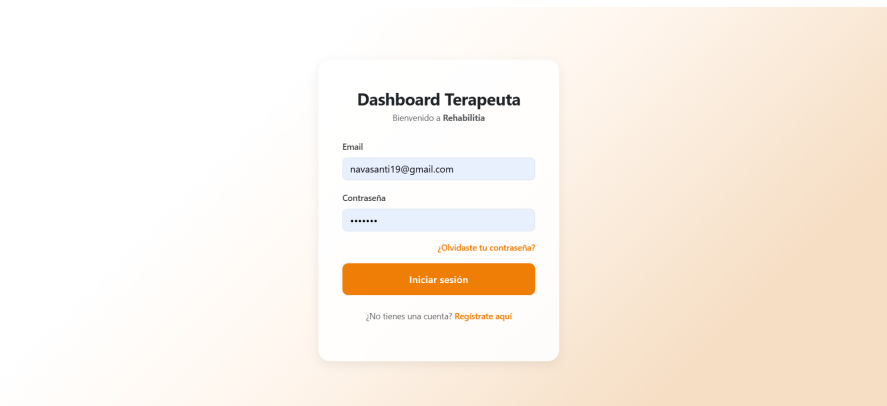 Dashboard Terapeuta
Bienvenido a Rehabilitia
Email
navasanti19@gmail.com
Contraseña
•••••••
¿Olvidaste tu contraseña?
Iniciar sesión
¿No tienes una cuenta? Regístrate aquí